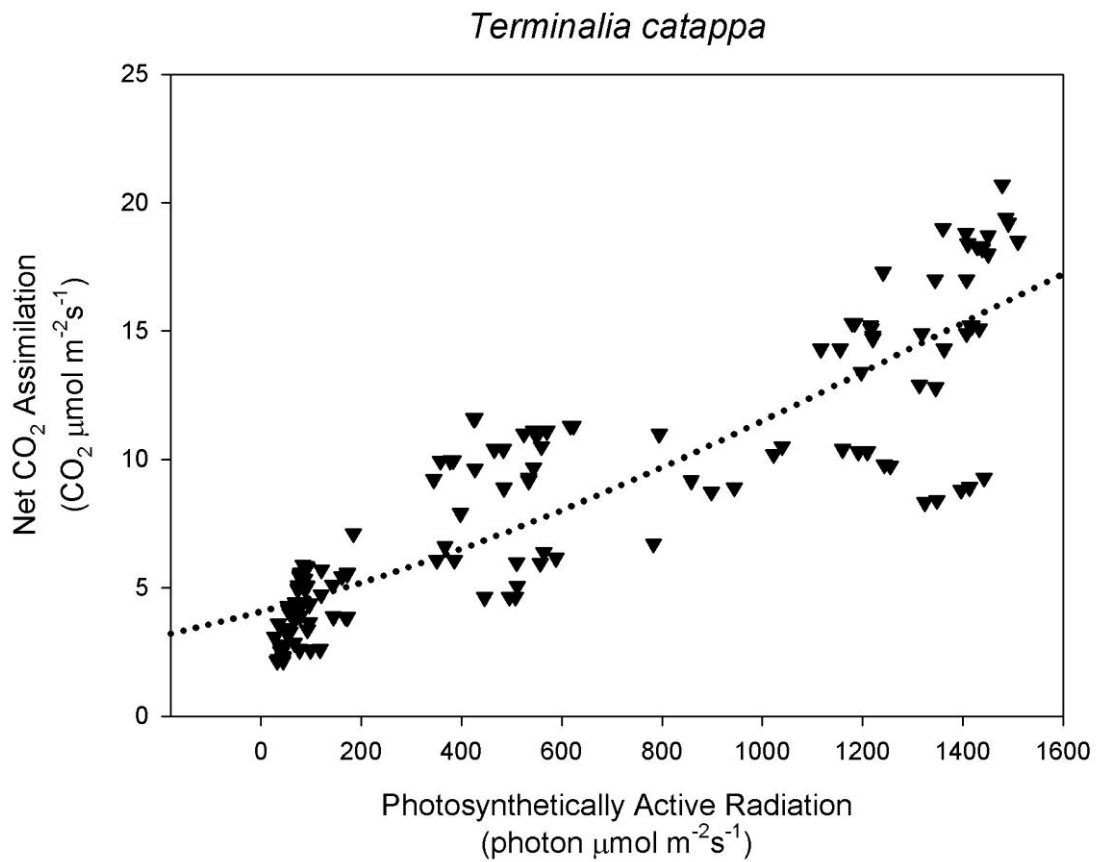 Terminalia catappa
25
20
15
10
5
0
Net CO₂ Assimilation
(CO₂ μmol m⁻²s⁻¹)
0 200 400 600 800 1000 1200 1400 1600
Photosynthetically Active Radiation
(photon μmol m⁻²s⁻¹)